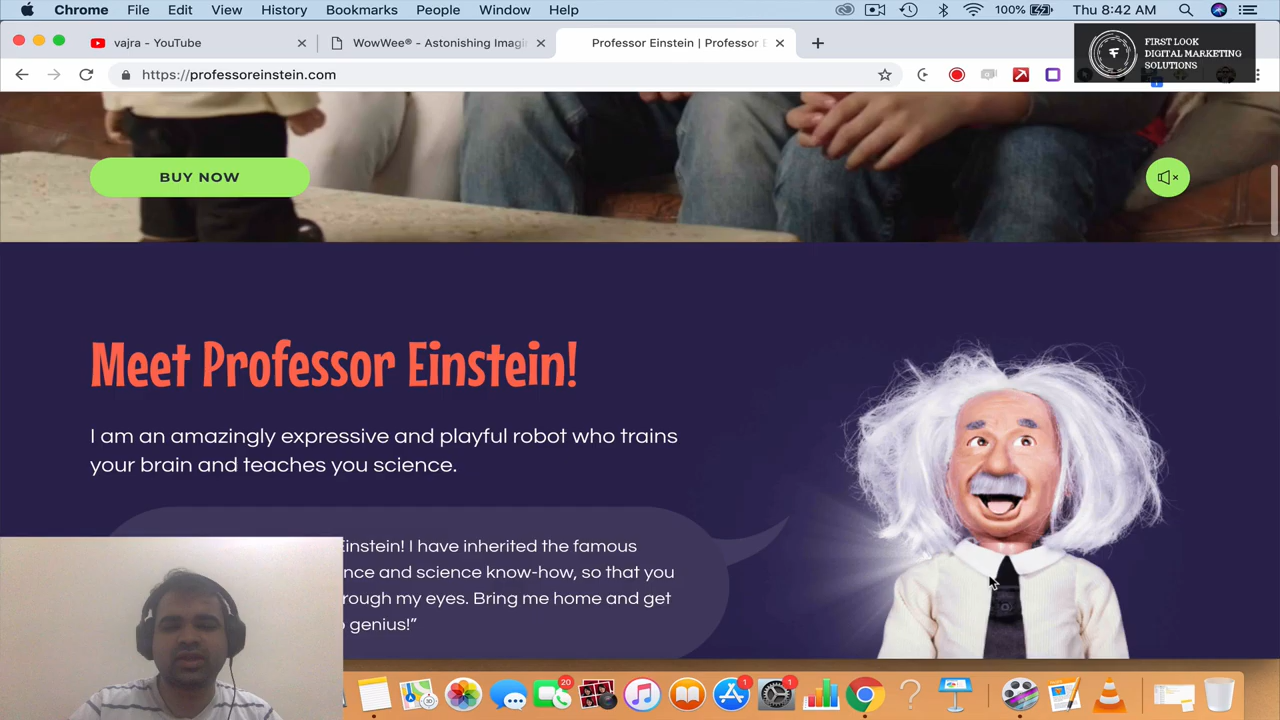 Chrome File Edit View History Bookmarks People Window Help 100% Thu 8:42 AM
vajra - YouTube
WowWee® - Astonishing Imagi
Professor Einstein | Professor E
FIRST LOOK
DIGITAL MARKETING
SOLUTIONS
https://professoreinstein.com
BUY NOW
Meet Professor Einstein!
I am an amazingly expressive and playful robot who trains
your brain and teaches you science.
Einstein! I have inherited the famous
nce and science know-how, so that you
rough my eyes. Bring me home and get
genius!”
20
1
1